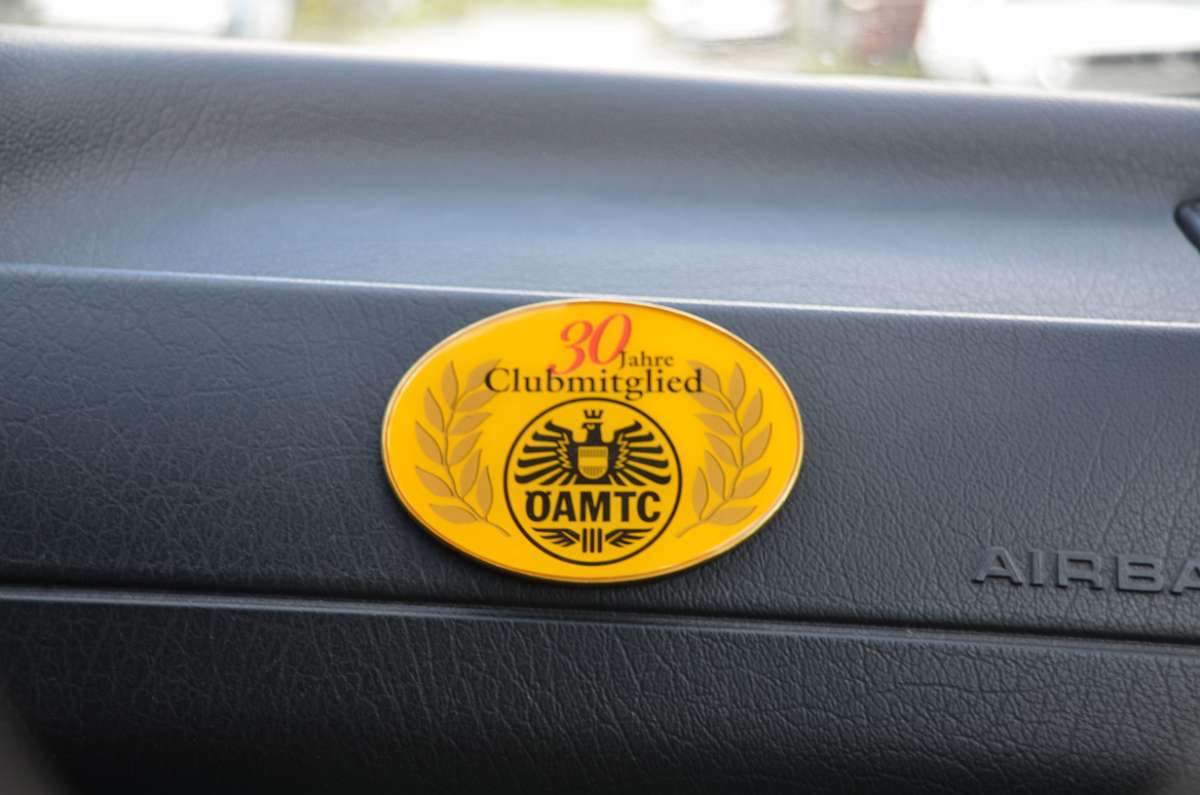 30 Jahre
Clubmitglied
ÖAMTC
AIRBA